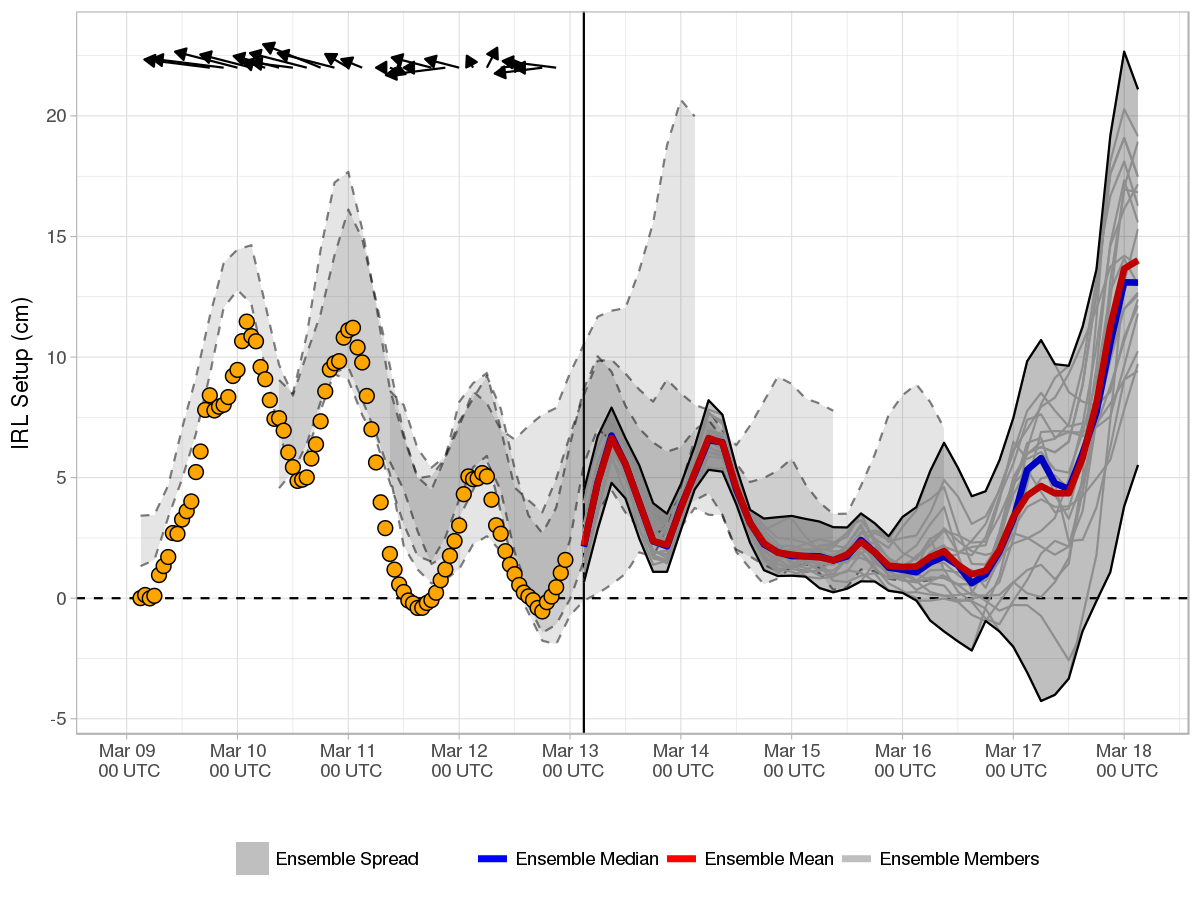 IRL Setup (cm)
20
15
10
5
0
-5
Mar 09 Mar 10 Mar 11 Mar 12 Mar 13 Mar 14 Mar 15 Mar 16 Mar 17 Mar 18
00 UTC 00 UTC 00 UTC 00 UTC 00 UTC 00 UTC 00 UTC 00 UTC 00 UTC 00 UTC
Ensemble Spread Ensemble Median Ensemble Mean Ensemble Members